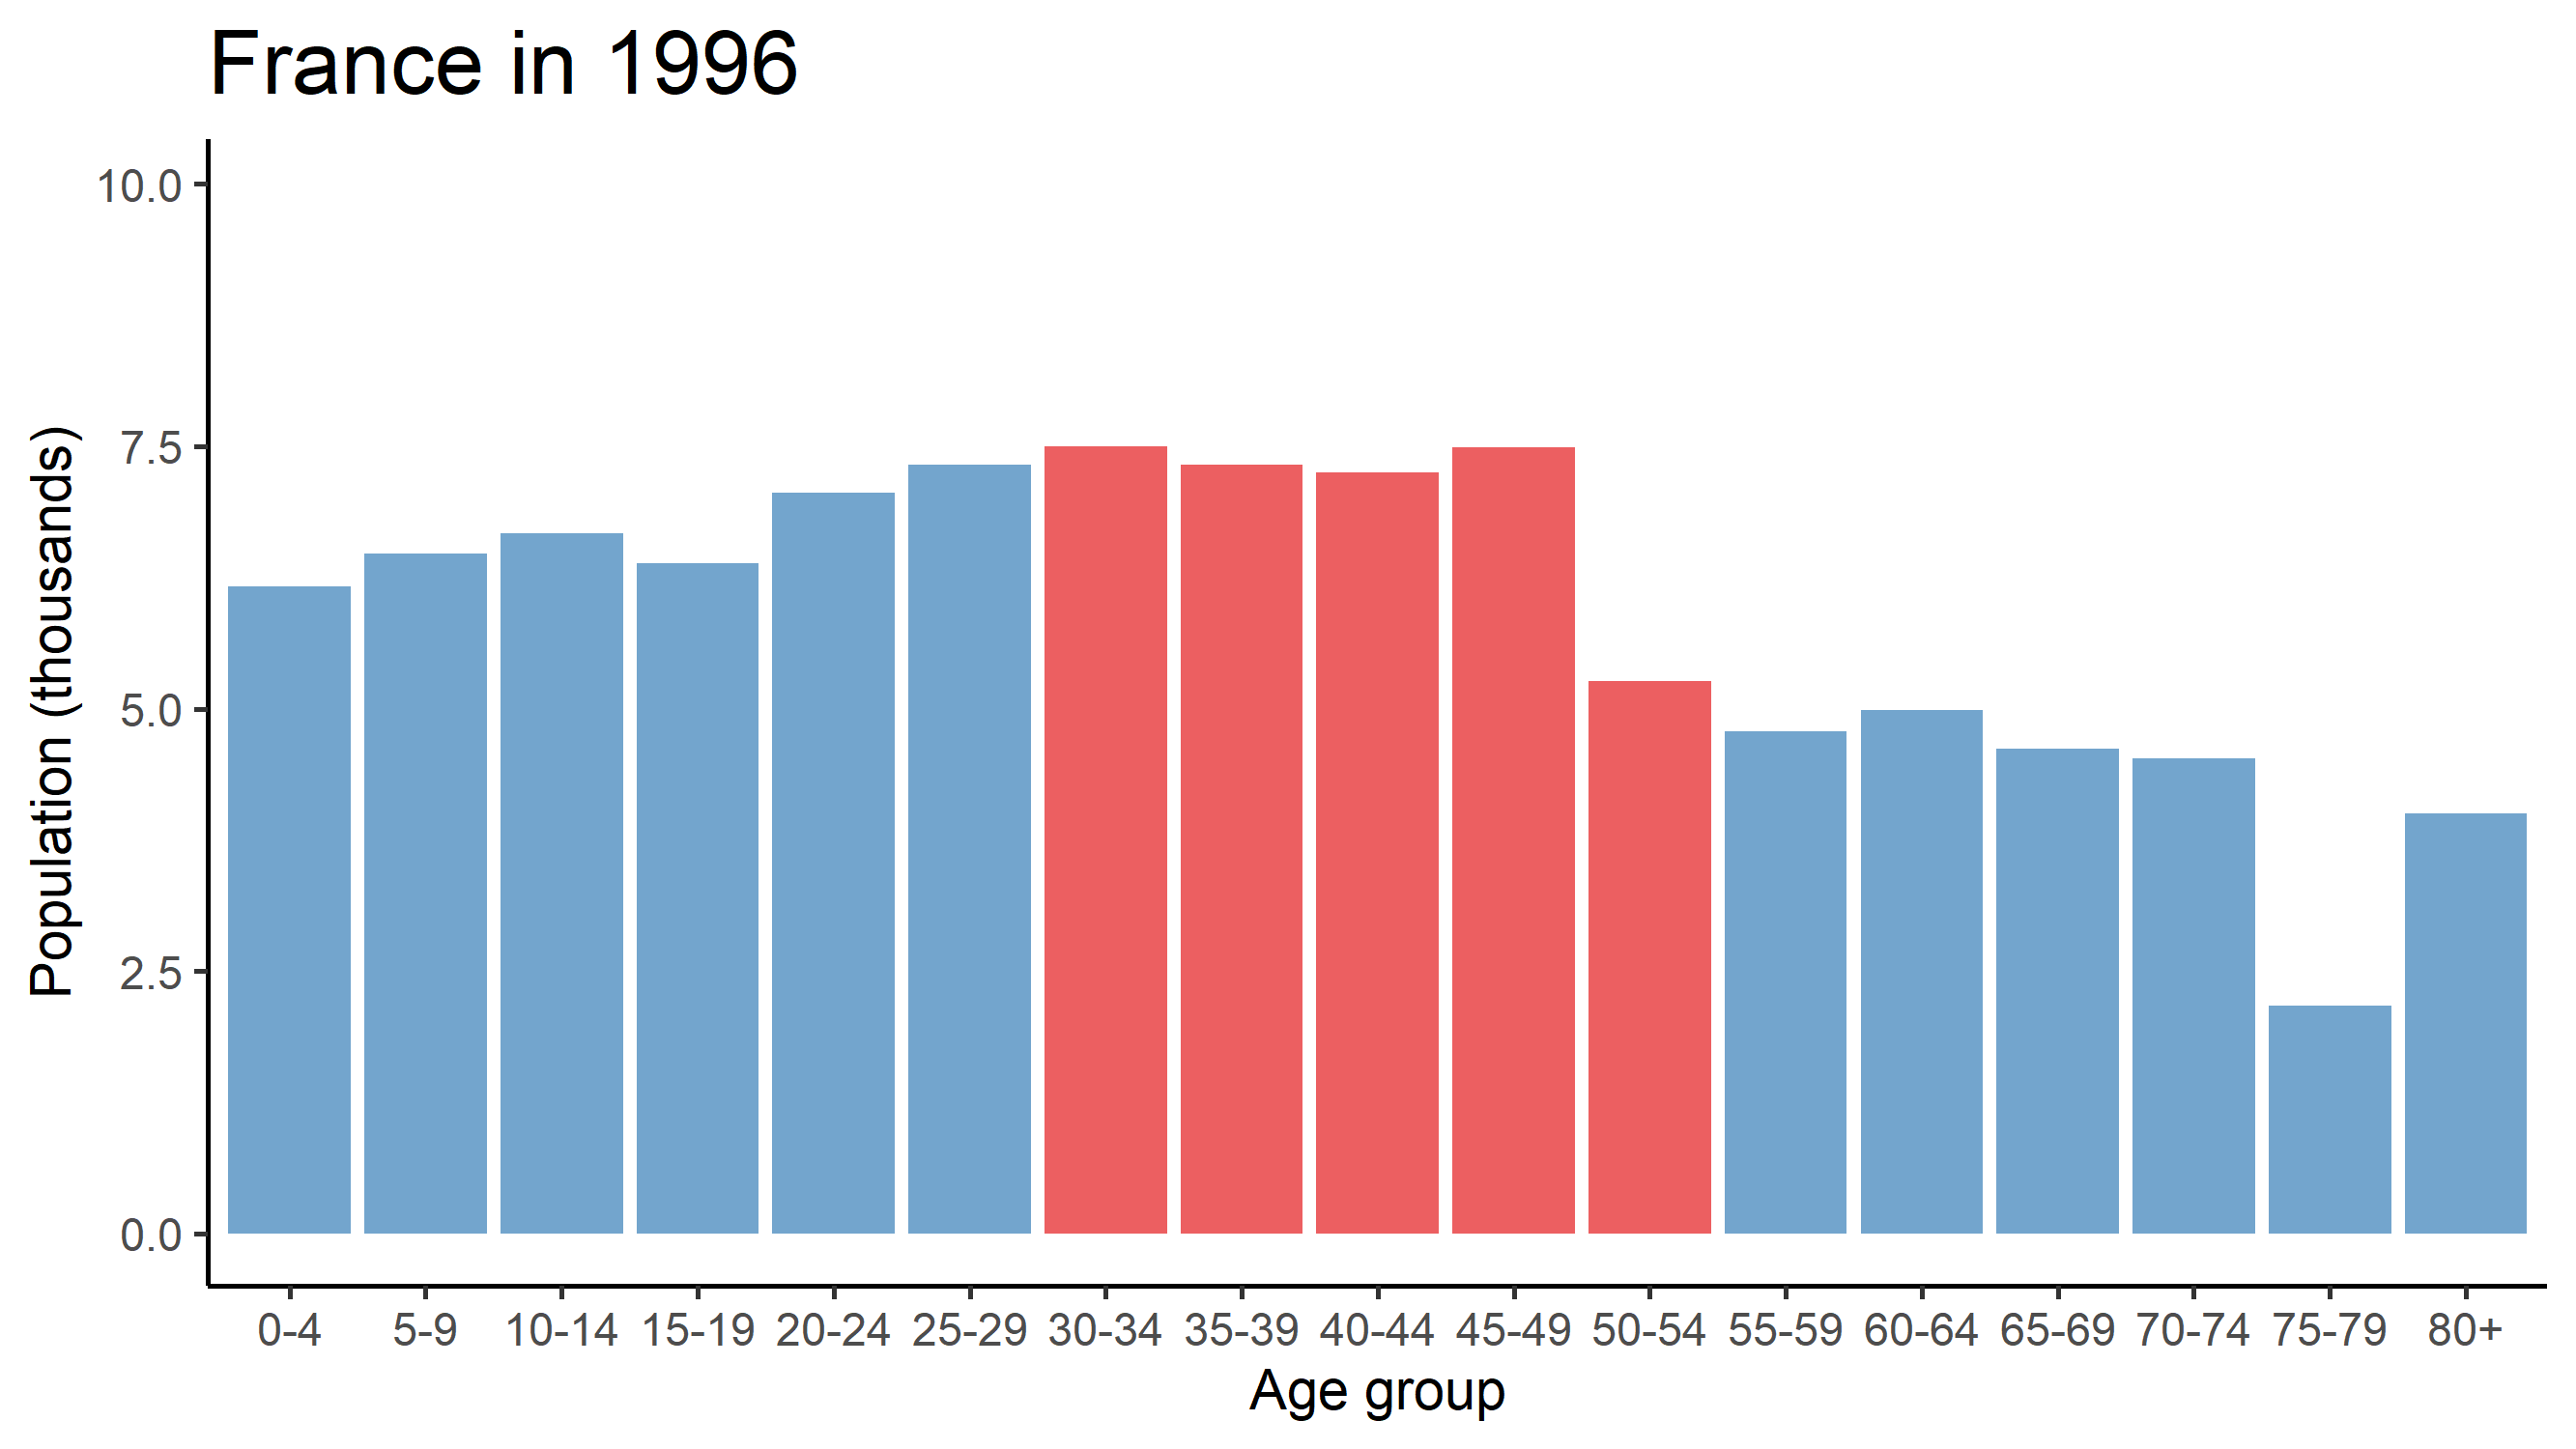 France in 1996
Population (thousands)
10.0
7.5
5.0
2.5
0.0
0-4 5-9 10-14 15-19 20-24 25-29 30-34 35-39 40-44 45-49 50-54 55-59 60-64 65-69 70-74 75-79 80+
Age group